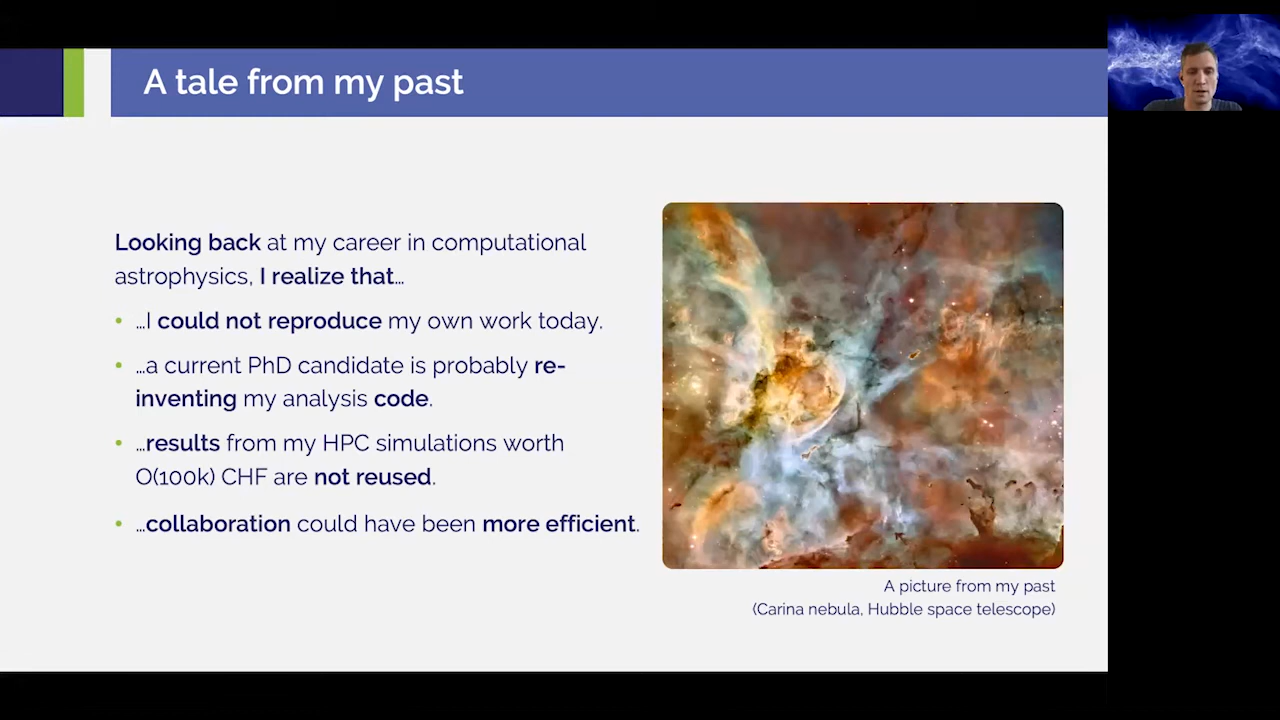 A tale from my past
Looking back at my career in computational
astrophysics, I realize that…
• …I could not reproduce my own work today.
• …a current PhD candidate is probably re-
inventing my analysis code.
• …results from my HPC simulations worth
O(100k) CHF are not reused.
• …collaboration could have been more efficient.
A picture from my past
(Carina nebula, Hubble space telescope)